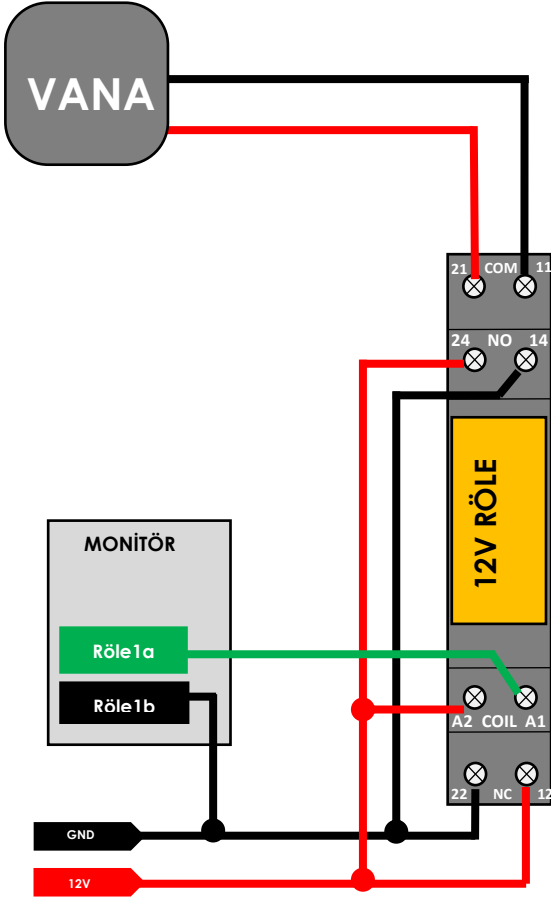 VANA
21 COM 11
24 NO 14
12V RÖLE
MONİTÖR
Röle1a
Röle1b
A2 COIL A1
22 NC 12
GND
12V